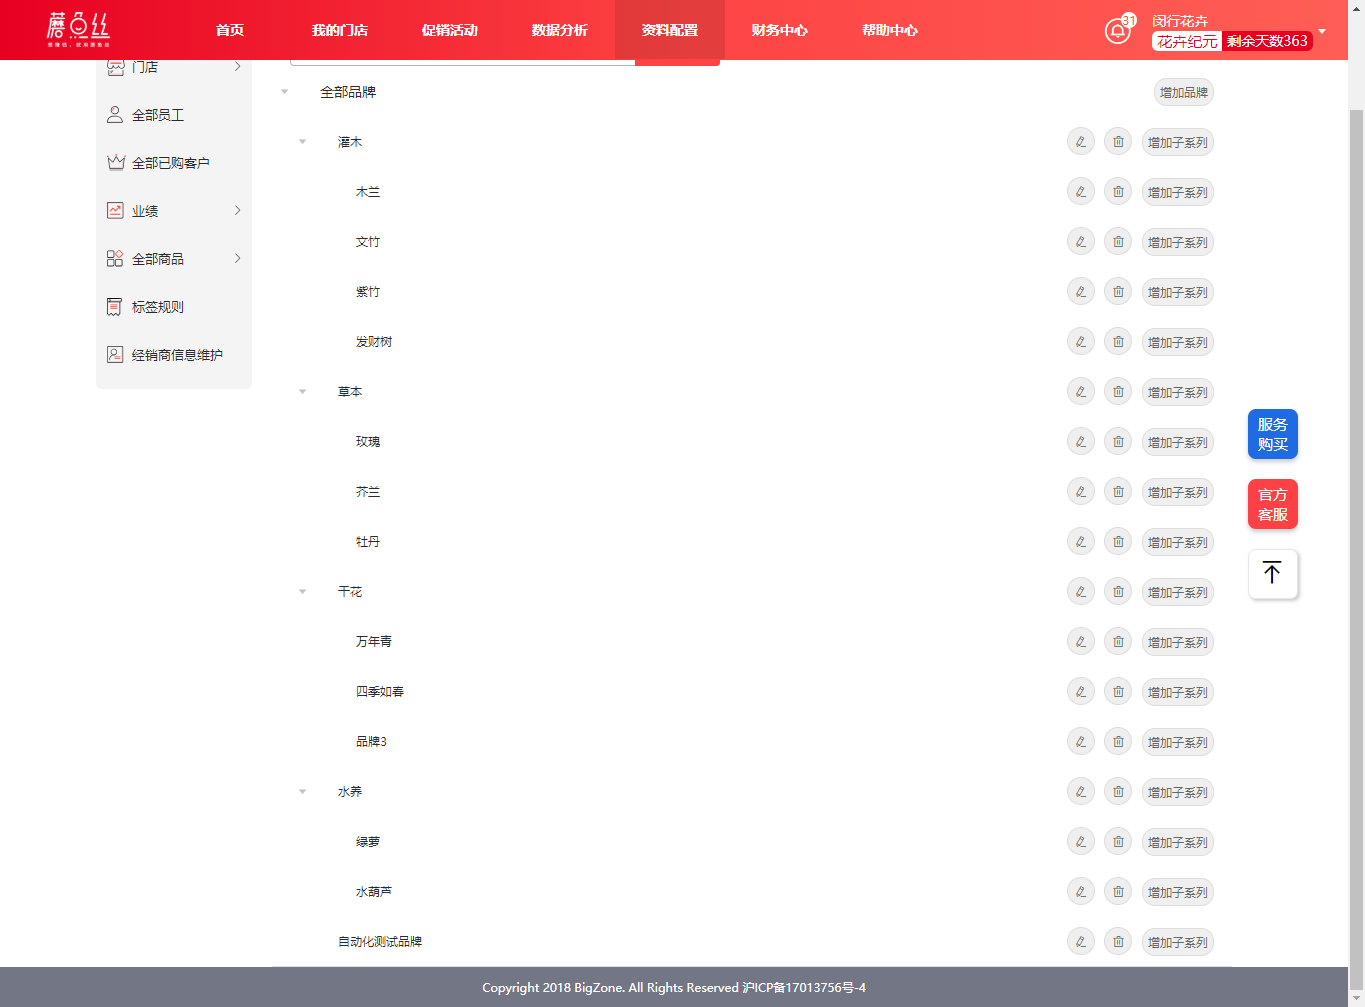 蘑鱼丝
首页
我的门店
促销活动
数据分析
资料配置
财务中心
帮助中心
31
闵行花卉
花卉纪元 剩余天数363
门店
全部员工
全部已购客户
业绩
全部商品
标签规则
经销商信息维护
全部品牌 增加品牌
灌木 增加子系列
木兰 增加子系列
文竹 增加子系列
紫竹 增加子系列
发财树 增加子系列
草本 增加子系列
玫瑰 增加子系列
芥兰 增加子系列
牡丹 增加子系列
干花 增加子系列
万年青 增加子系列
四季如春 增加子系列
品牌3 增加子系列
水养 增加子系列
绿萝 增加子系列
水葫芦 增加子系列
自动化测试品牌 增加子系列
服务
购买
官方
客服
Copyright 2018 BigZone. All Rights Reserved 沪ICP备17013756号-4